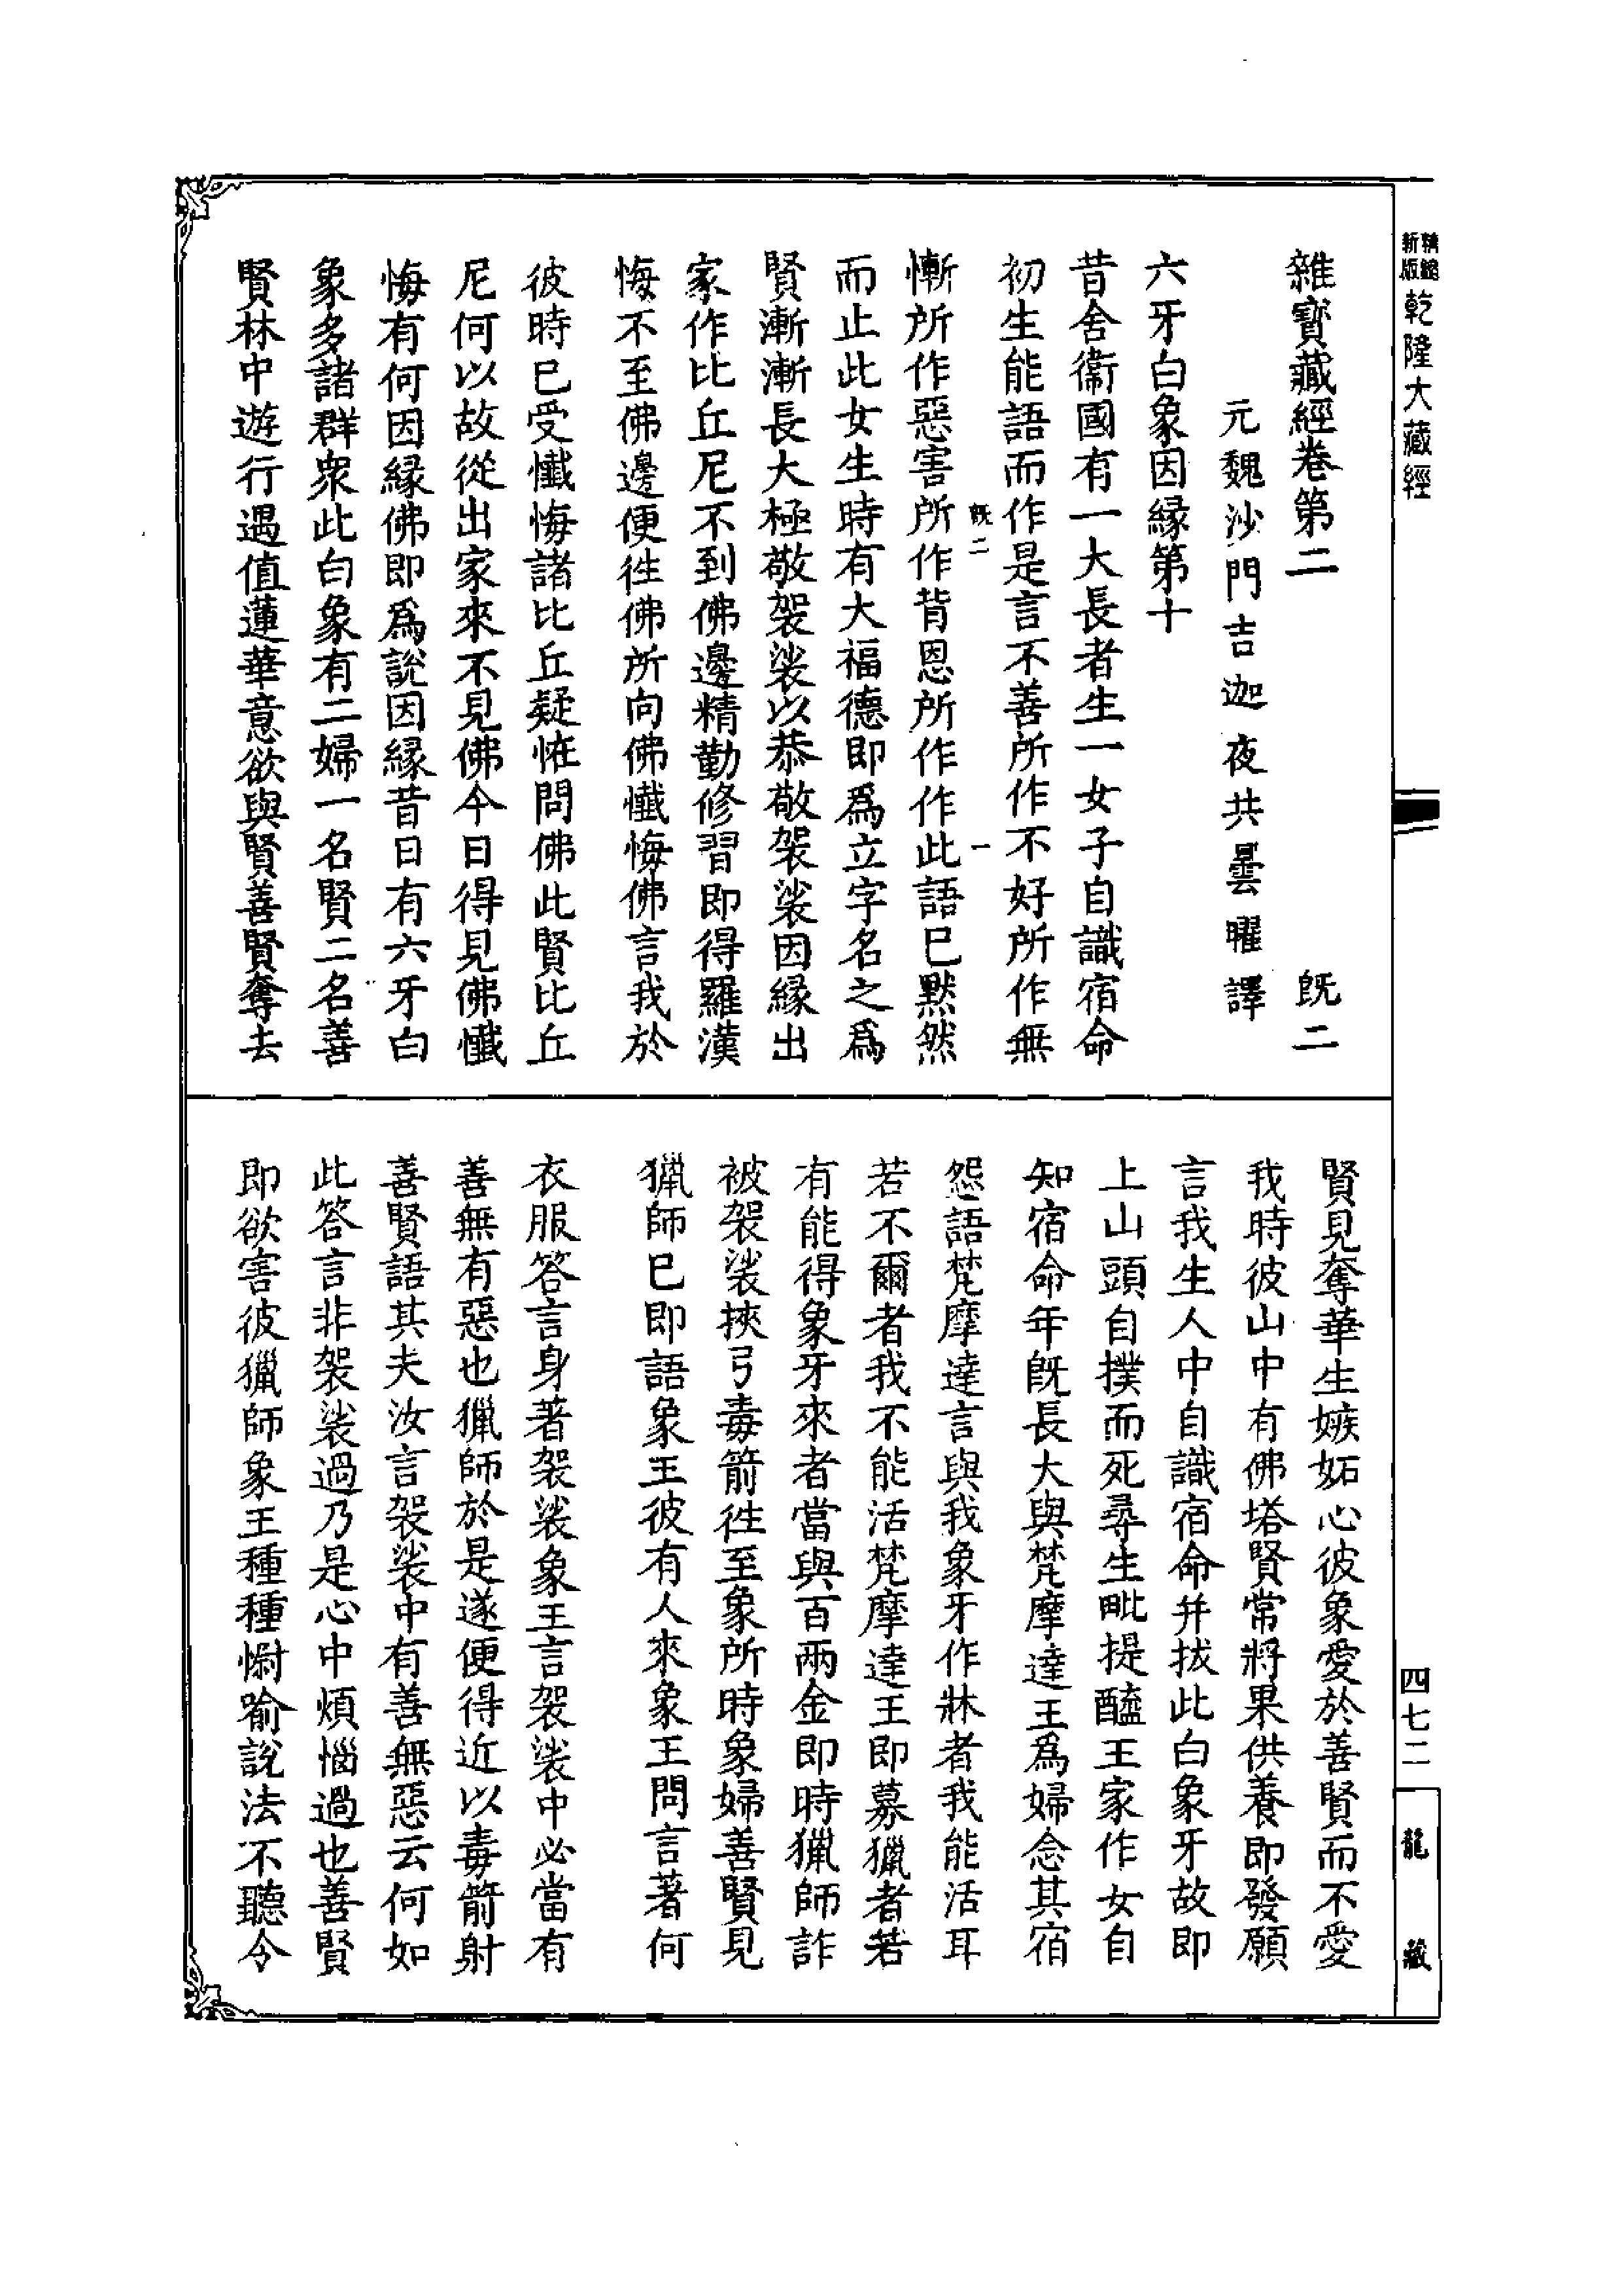 精縮新版乾隆大藏經
雜寶藏經卷第二 旣二
元魏沙門吉迦夜共曇曜譯
六牙白象因緣第十
昔舍衞國有一大長者生一女子自識宿命
初生能語而作是言不善所作不好所作無
旣二 一
慚所作惡害所作背恩所作作此語巳默然
而止此女生時有大福德即爲立字名之爲
賢漸漸長大極敬袈裟以恭敬袈裟因緣出
家作比丘尼不到佛邊精勤修習即得羅漢
悔不至佛邊便徃佛所向佛懺悔佛言我於
彼時巳受懺悔諸比丘疑恠問佛此賢比丘
尼何以故從出家來不見佛今日得見佛懺
悔有何因緣佛即爲說因緣昔日有六牙白
象多諸群衆此白象有二婦一名賢二名善
賢林中遊行遇值蓮華意欲與賢善賢奪去
賢見奪華生嫉妬心彼象愛於善賢而不愛
我時彼山中有佛塔賢常將果供養即發願
言我生人中自識宿命并拔此白象牙故即
上山頭自撲而死尋生毗提醯王家作女自
知宿命年旣長大與梵摩達王爲婦念其宿
怨語梵摩達言與我象牙作牀者我能活耳
若不爾者我不能活梵摩達王即募獵者若
有能得象牙來者當與百兩金即時獵師詐
被袈裟挾弓毒箭徃至象所時象婦善賢見
獵師巳即語象王彼有人來象王問言著何
衣服答言身著袈裟象王言袈裟中必當有
善無有惡也獵師於是遂便得近以毒箭射
善賢語其夫汝言袈裟中有善無惡云何如
此答言非袈裟過乃是心中煩惱過也善賢
即欲害彼獵師象王種種慰喻說法不聽令
四七二
龍藏